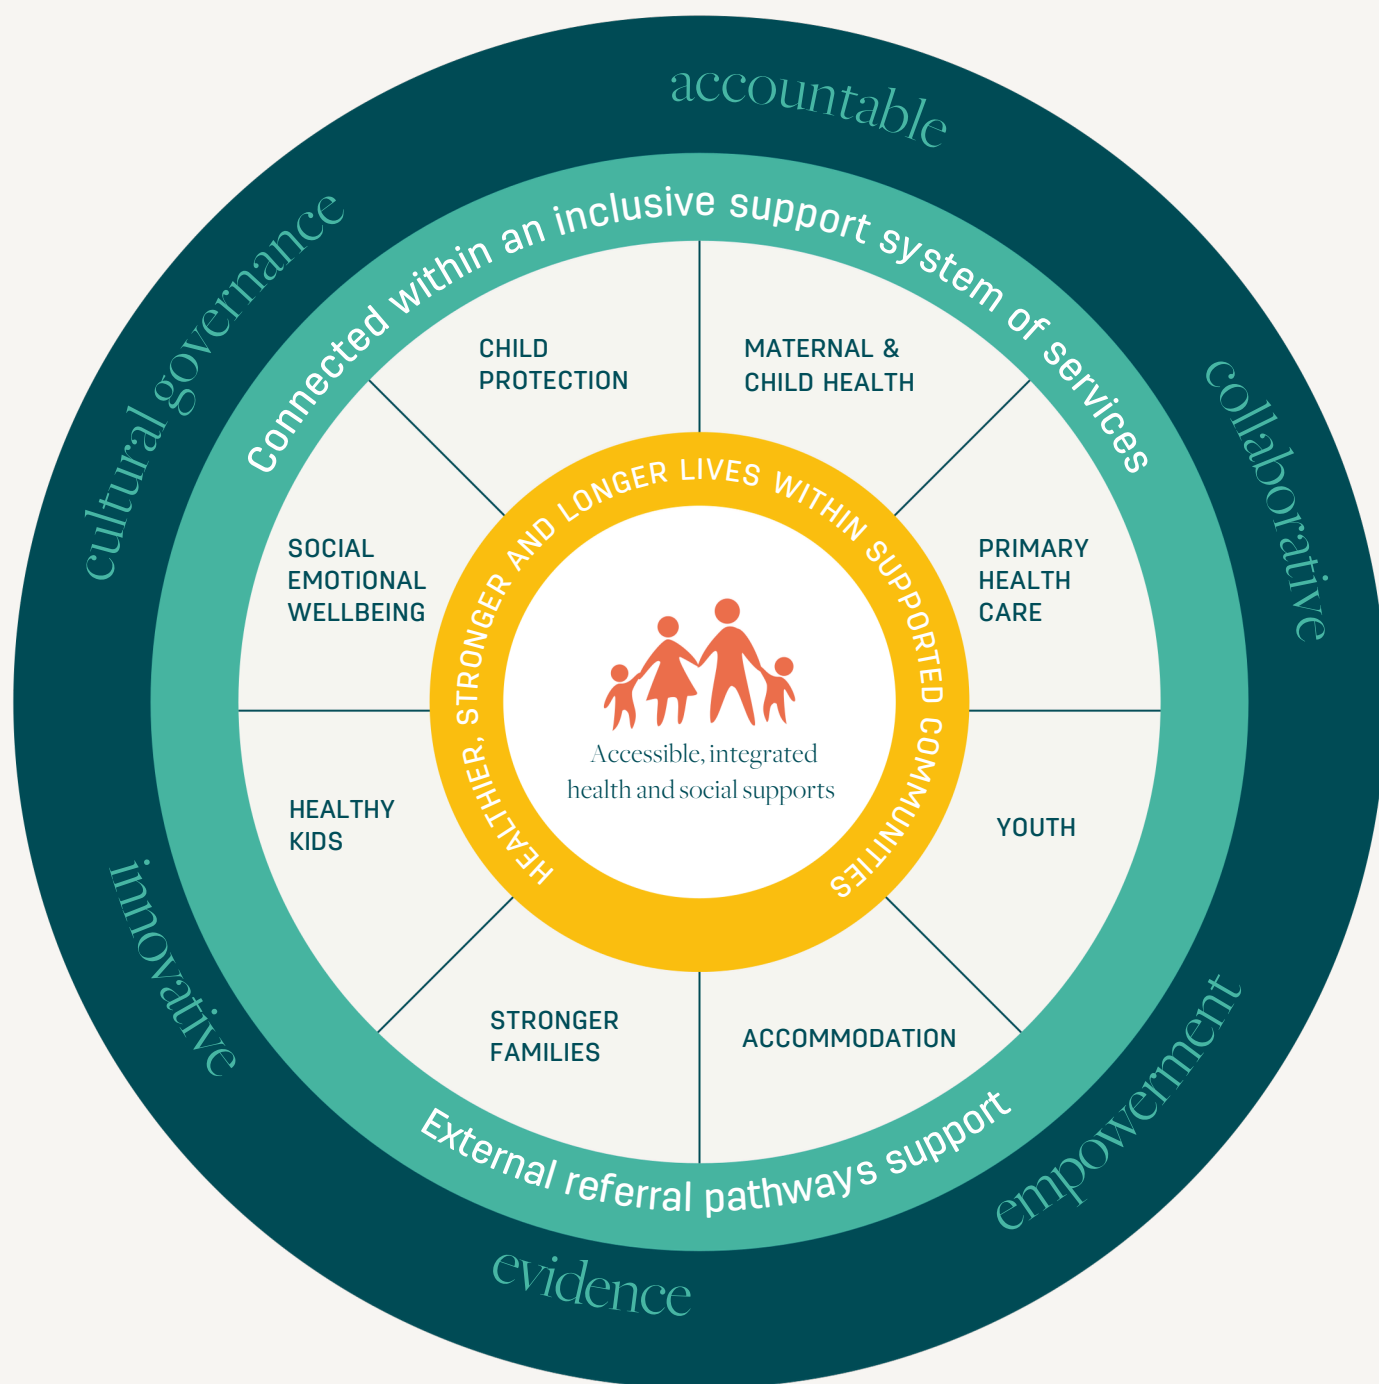 accountable
collaborative
empowerment
evidence
innovative
cultural governance
Connected within an inclusive support system of services
External referral pathways support
CHILD
PROTECTION
MATERNAL &
CHILD HEALTH
PRIMARY
HEALTH
CARE
YOUTH
ACCOMMODATION
STRONGER
FAMILIES
HEALTHY
KIDS
SOCIAL
EMOTIONAL
WELLBEING
HEALTHIER, STRONGER AND LONGER LIVES WITHIN SUPPORTED COMMUNITIES
Accessible, integrated
health and social supports